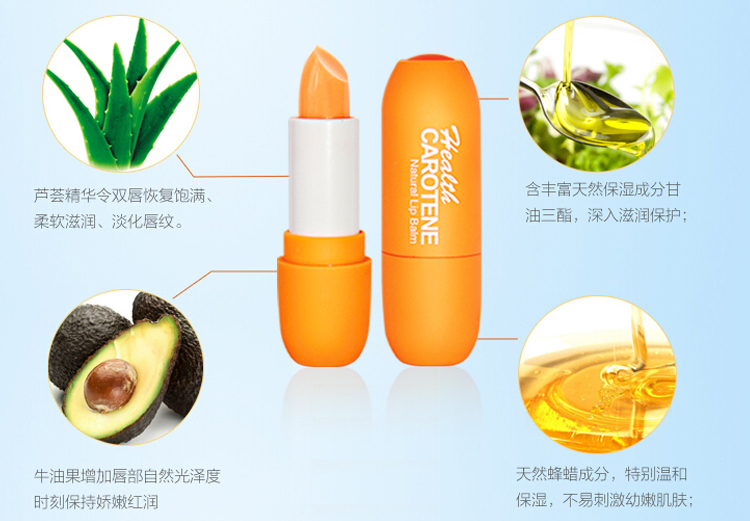 Health
CAROTENE
Natural Lip Balm
芦荟精华令双唇恢复饱满、
柔软滋润、淡化唇纹。
含丰富天然保湿成分甘
油三酯，深入滋润保护；
牛油果增加唇部自然光泽度
时刻保持娇嫩红润
天然蜂蜡成分，特别温和
保湿，不易刺激幼嫩肌肤；